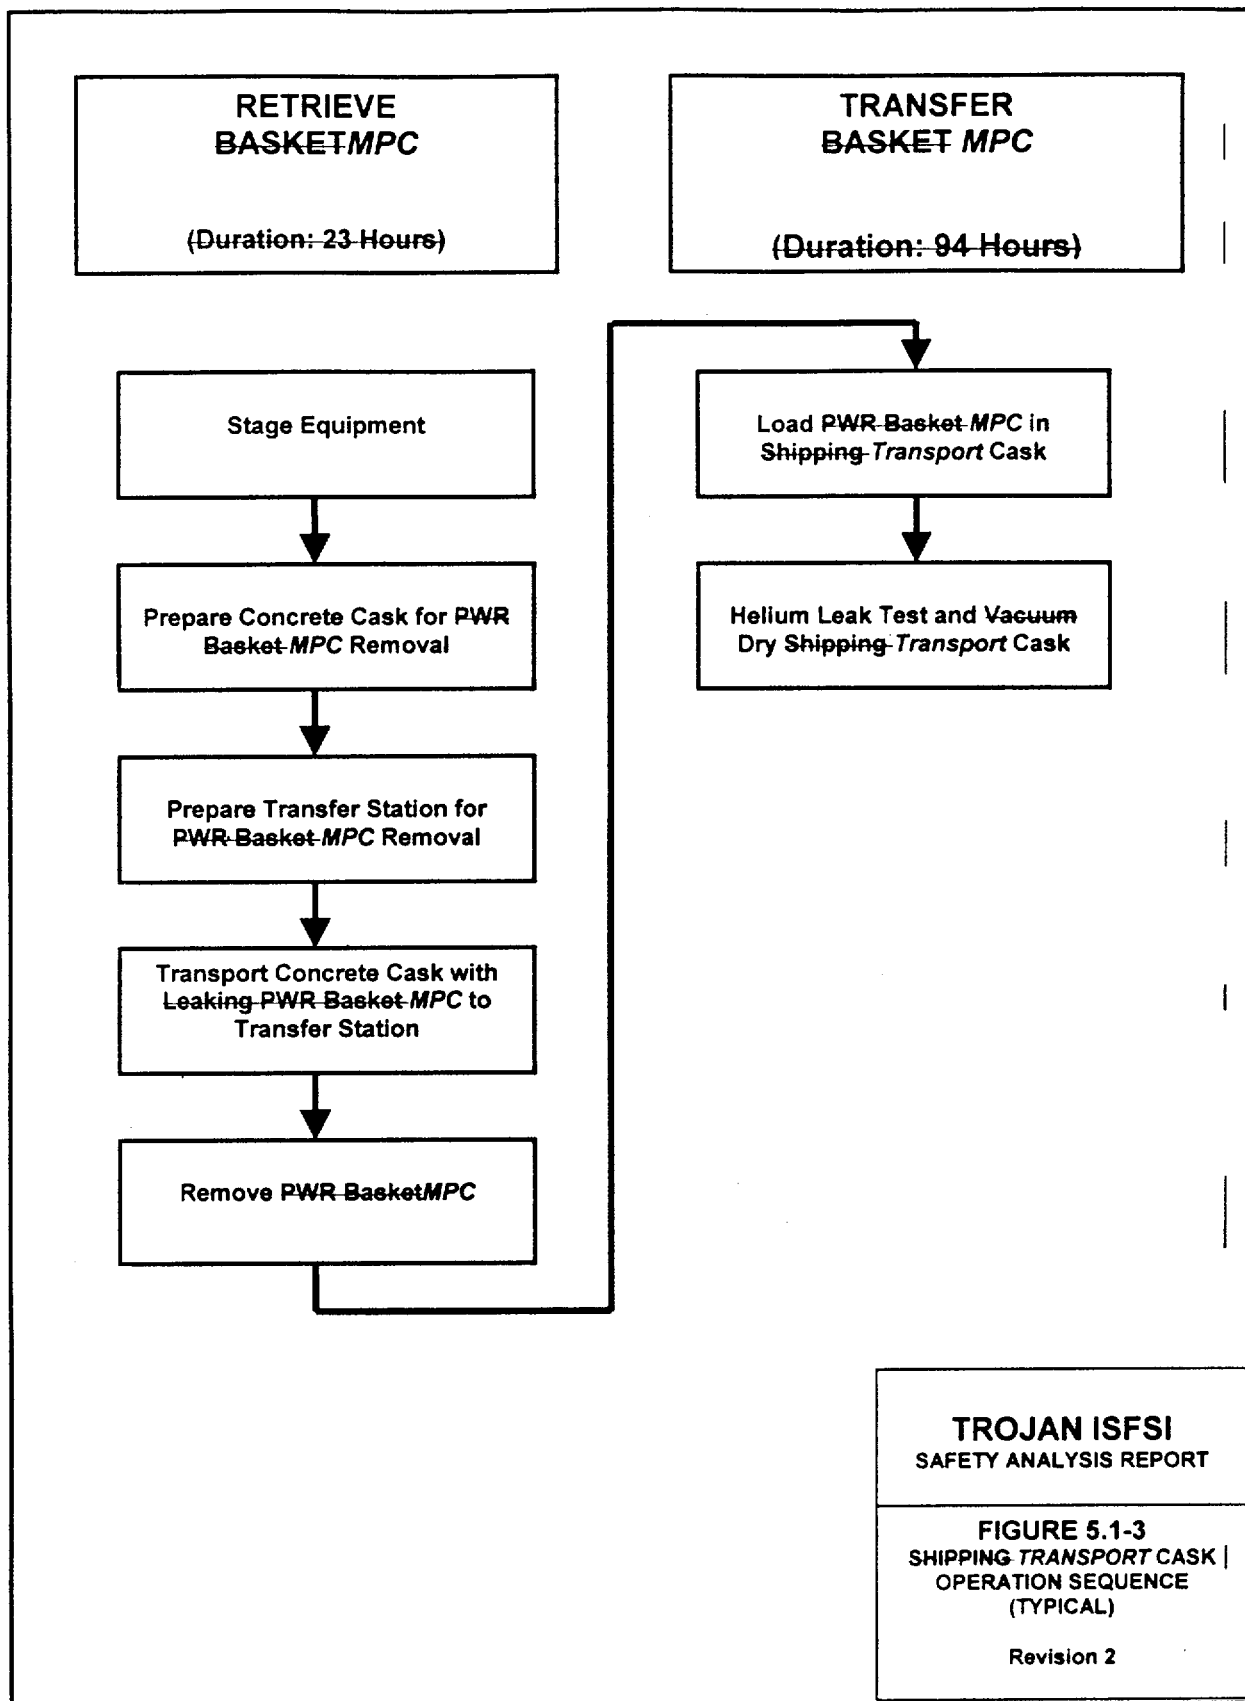 RETRIEVE
BASKET MPC
(Duration: 23 Hours)
TRANSFER
BASKET MPC
(Duration: 94 Hours)
Stage Equipment
Prepare Concrete Cask for PWR
Basket MPC Removal
Prepare Transfer Station for
PWR Basket MPC Removal
Transport Concrete Cask with
Leaking PWR Basket MPC to
Transfer Station
Remove PWR BasketMPC
Load PWR Basket MPC in
Shipping Transport Cask
Helium Leak Test and Vacuum
Dry Shipping Transport Cask
TROJAN ISFSI
SAFETY ANALYSIS REPORT
FIGURE 5.1-3
SHIPPING TRANSPORT CASK
OPERATION SEQUENCE
(TYPICAL)
Revision 2